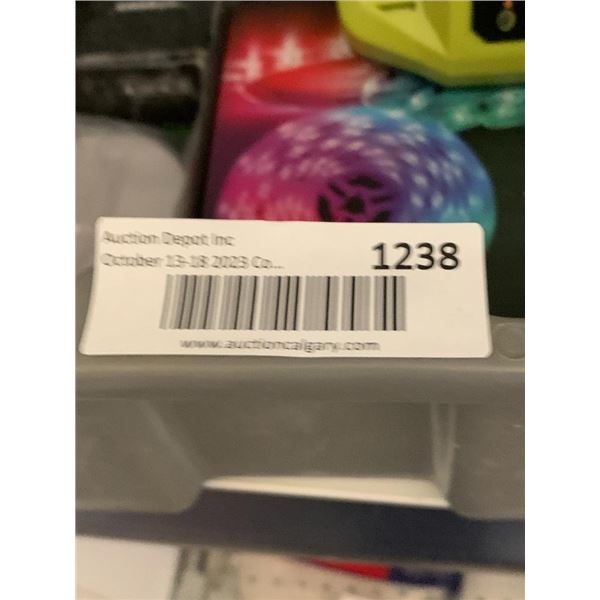 Auction Depot Inc
October 13-18 2023 Co...
1238
www.auctioncalgary.com